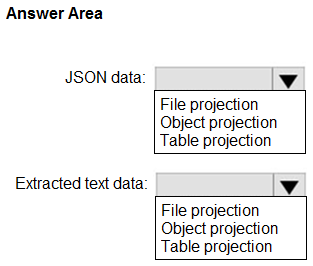 Answer Area
JSON data:
File projection
Object projection
Table projection
Extracted text data:
File projection
Object projection
Table projection